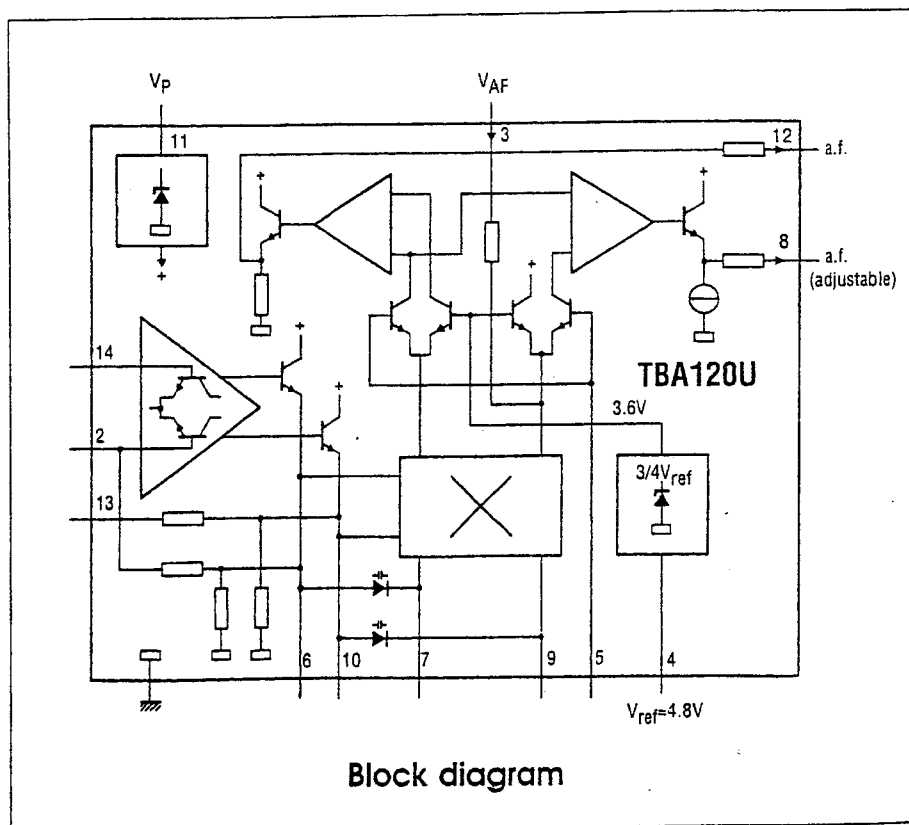 V_P
V_AF
11
3
12
a.f.
+
+
+
8
a.f.
(adjustable)
+
+
14
+
TBA120U
+
2
3.6V
3/4V_ref
13
6
10
7
9
5
4
V_ref=4.8V
Block diagram